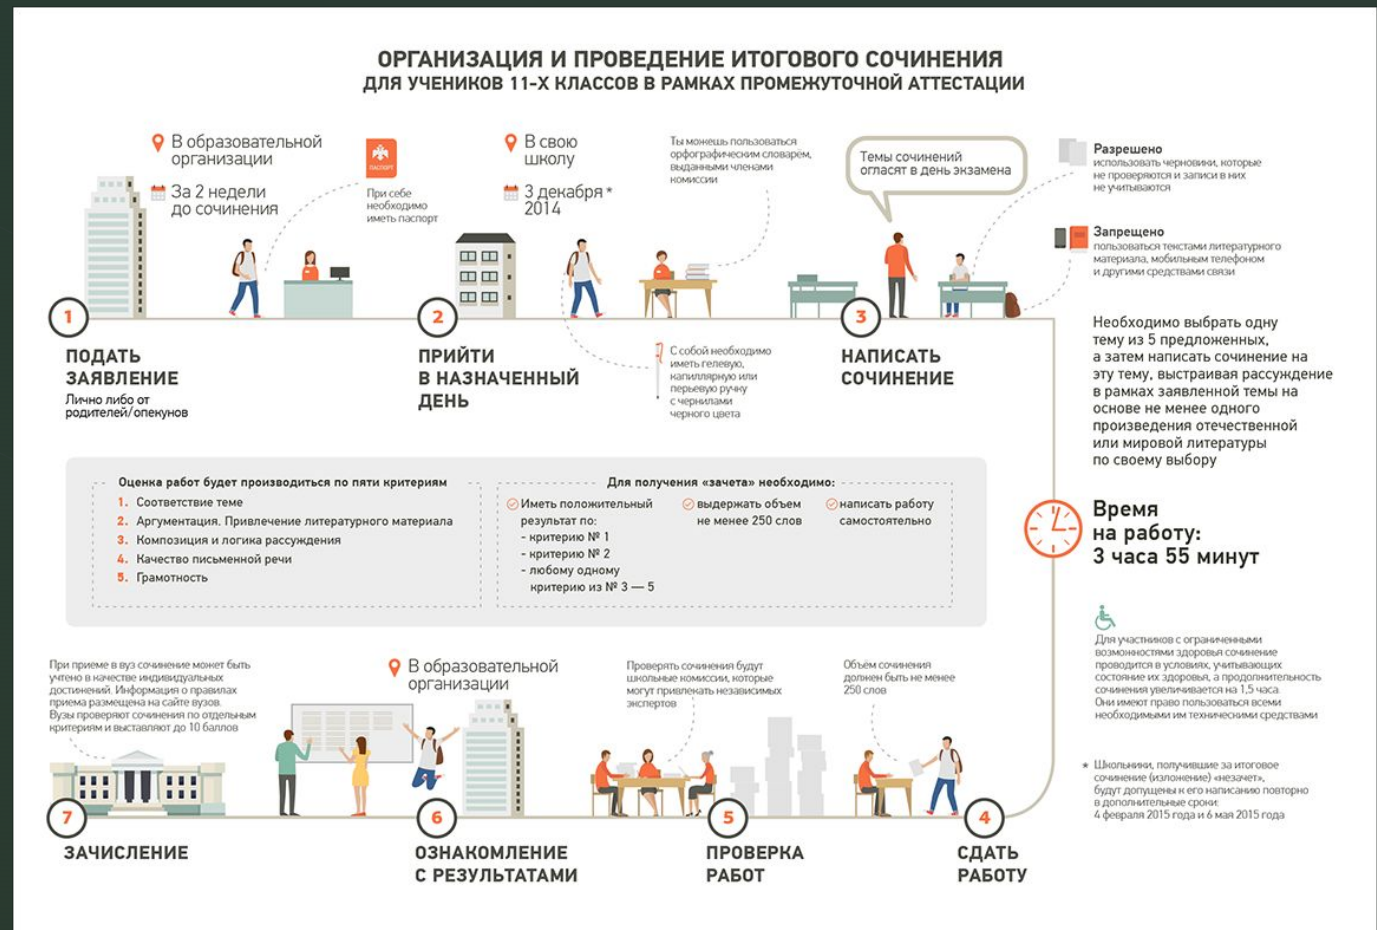 ОРГАНИЗАЦИЯ И ПРОВЕДЕНИЕ ИТОГОВОГО СОЧИНЕНИЯ
ДЛЯ УЧЕНИКОВ 11-Х КЛАССОВ В РАМКАХ ПРОМЕЖУТОЧНОЙ АТТЕСТАЦИИ
В образовательной
организации
За 2 недели
до сочинения
ПАСПОРТ
При себе
необходимо
иметь паспорт
1
ПОДАТЬ
ЗАЯВЛЕНИЕ
Лично либо от
родителей/опекунов
В свою
школу
3 декабря *
2014
Ты можешь пользоваться
орфографическим словарём,
выданными членами
комиссии
2
ПРИЙТИ
В НАЗНАЧЕННЫЙ
ДЕНЬ
С собой необходимо
иметь гелевую,
капиллярную или
перьевую ручку
с чернилами
черного цвета
Темы сочинений
огласят в день экзамена
3
НАПИСАТЬ
СОЧИНЕНИЕ
Разрешено
использовать черновики, которые
не проверяются и записи в них
не учитываются
Запрещено
пользоваться текстами литературного
материала, мобильным телефоном
и другими средствами связи
Необходимо выбрать одну
тему из 5 предложенных,
а затем написать сочинение на
эту тему, выстраивая рассуждение
в рамках заявленной темы на
основе не менее одного
произведения отечественной
или мировой литературы
по своему выбору
Время
на работу:
3 часа 55 минут
Для участников с ограниченными
возможностями здоровья сочинение
проводится в условиях, учитывающих
состояние их здоровья, а продолжительность
сочинения увеличивается на 1,5 часа.
Они имеют право пользоваться всеми
необходимыми им техническими средствами
* Школьники, получившие за итоговое
сочинение (изложение) «незачет»,
будут допущены к его написанию повторно
в дополнительные сроки:
4 февраля 2015 года и 6 мая 2015 года
Оценка работ будет производиться по пяти критериям
1. Соответствие теме
2. Аргументация. Привлечение литературного материала
3. Композиция и логика рассуждения
4. Качество письменной речи
5. Грамотность
Для получения «зачета» необходимо:
Иметь положительный
результат по:
- критерию № 1
- критерию № 2
- любому одному
критерию из № 3 — 5
выдержать объем
не менее 250 слов
написать работу
самостоятельно
Объем сочинения
должен быть не менее
250 слов
4
СДАТЬ
РАБОТУ
Проверять сочинения будут
школьные комиссии, которые
могут привлекать независимых
экспертов
5
ПРОВЕРКА
РАБОТ
В образовательной
организации
6
ОЗНАКОМЛЕНИЕ
С РЕЗУЛЬТАТАМИ
При приеме в вуз сочинение может быть
учтено в качестве индивидуальных
достижений. Информация о правилах
приема размещена на сайте вузов.
Вузы проверяют сочинения по отдельным
критериям и выставляют до 10 баллов
7
ЗАЧИСЛЕНИЕ